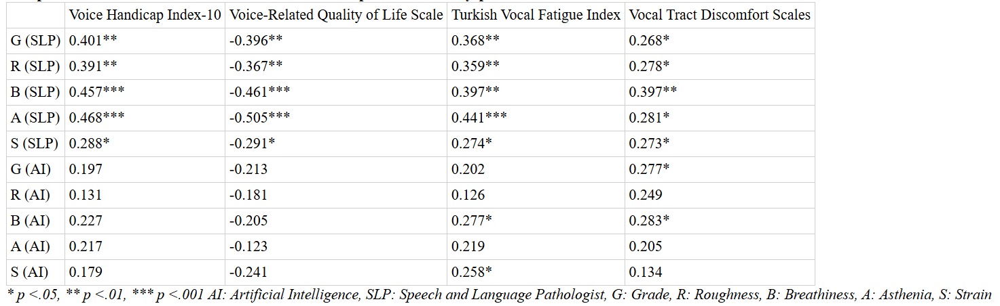 Voice Handicap Index-10 Voice-Related Quality of Life Scale Turkish Vocal Fatigue Index Vocal Tract Discomfort Scales
G (SLP) 0.401** -0.396** 0.368** 0.268*
R (SLP) 0.391** -0.367** 0.359** 0.278*
B (SLP) 0.457*** -0.461*** 0.397** 0.397**
A (SLP) 0.468*** -0.505*** 0.441*** 0.281*
S (SLP) 0.288* -0.291* 0.274* 0.273*
G (AI) 0.197 -0.213 0.202 0.277*
R (AI) 0.131 -0.181 0.126 0.249
B (AI) 0.227 -0.205 0.277* 0.283*
A (AI) 0.217 -0.123 0.219 0.205
S (AI) 0.179 -0.241 0.258* 0.134
* p <.05, ** p <.01, *** p <.001 AI: Artificial Intelligence, SLP: Speech and Language Pathologist, G: Grade, R: Roughness, B: Breathiness, A: Asthenia, S: Strain